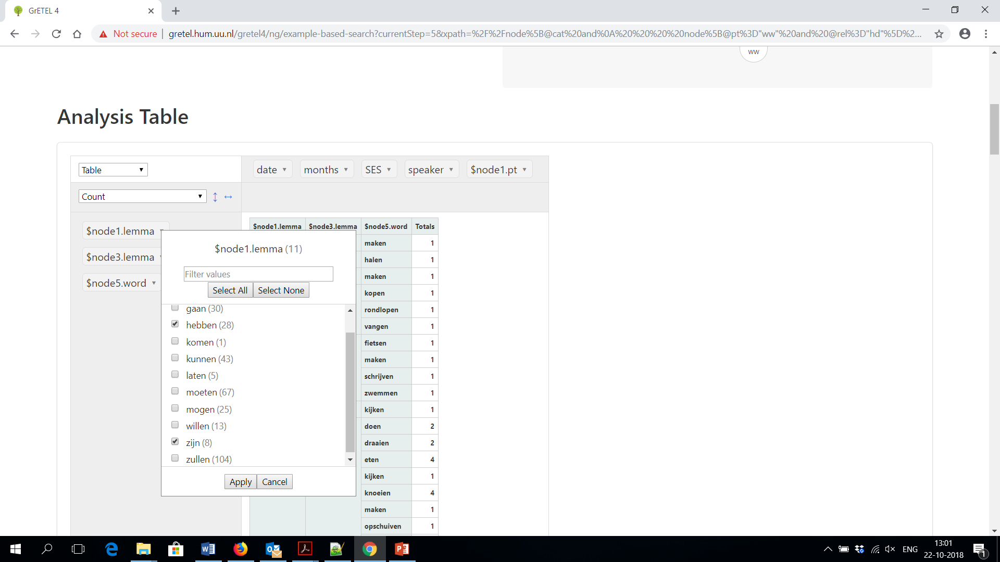 GrETEL 4
Not secure | gretel.hum.uu.nl/gretel4/ng/example-based-search?currentStep=5&xpath=%2F%2Fnode%5B@cat%20and%0A%20%20%20%20node%5B@pt%3D"ww"%20and%20@rel%3D"hd"%5D%2...
ww
Analysis Table
Table
date
months
SES
speaker
$node1.pt
Count
$node1.lemma
$node3.lemma
$node5.word
$node1.lemma $node3.lemma $node5.word Totals
maken 1
halen 1
maken 1
kopen 1
rondlopen 1
vangen 1
fietsen 1
maken 1
schrijven 1
zwemmen 1
kijken 1
doen 2
draaien 2
eten 4
kijken 1
knoeien 4
maken 1
opschuiven 1
$node1.lemma (11)
Filter values
Select All Select None
gaan (30)
hebben (28)
komen (1)
kunnen (43)
laten (5)
moeten (67)
mogen (25)
willen (13)
zijn (8)
zullen (104)
Apply Cancel
ENG
13:01
22-10-2018
1